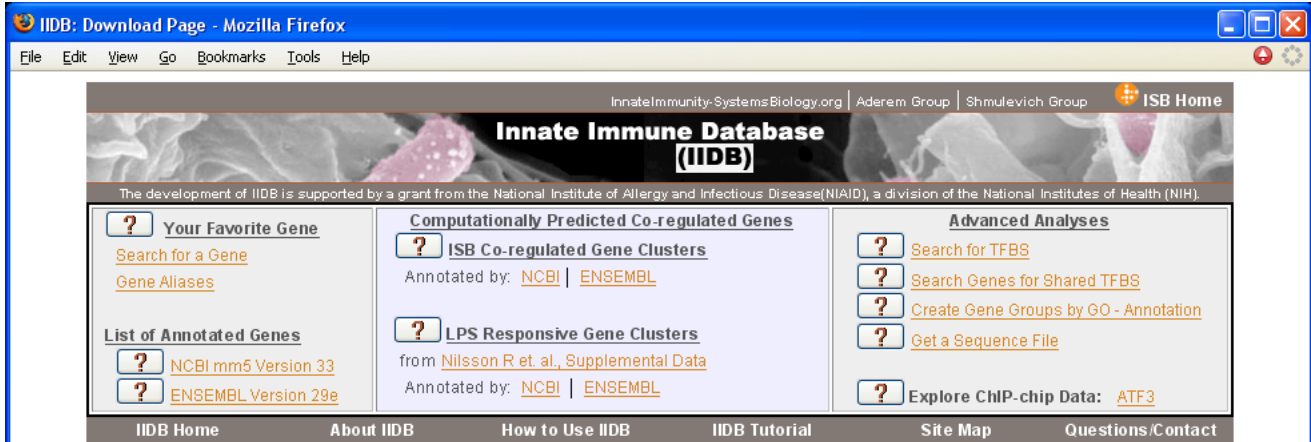 IIDB: Download Page - Mozilla Firefox
File Edit View Go Bookmarks Tools Help
InnateImmunity-SystemsBiology.org | Aderem Group | Shmulevich Group ISB Home
Innate Immune Database
(IIDB)
The development of IIDB is supported by a grant from the National Institute of Allergy and Infectious Disease(NIAID), a division of the National Institutes of Health (NIH).
? Your Favorite Gene
Search for a Gene
Gene Aliases
List of Annotated Genes
? NCBI mm5 Version 33
? ENSEMBL Version 29e
Computationally Predicted Co-regulated Genes
? ISB Co-regulated Gene Clusters
Annotated by: NCBI | ENSEMBL
? LPS Responsive Gene Clusters
from Nilsson R et. al., Supplemental Data
Annotated by: NCBI | ENSEMBL
Advanced Analyses
? Search for TFBS
? Search Genes for Shared TFBS
? Create Gene Groups by GO - Annotation
? Get a Sequence File
? Explore ChIP-chip Data: ATF3
IIDB Home About IIDB How to Use IIDB IIDB Tutorial Site Map Questions/Contact